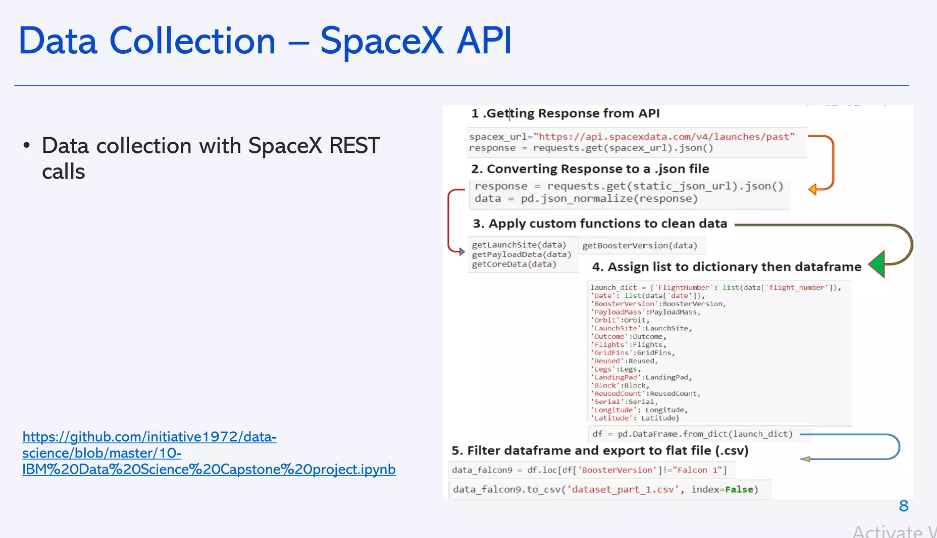 Data Collection – SpaceX API
• Data collection with SpaceX REST
calls
https://github.com/initiative1972/data-
science/blob/master/10-
IBM%20Data%20Science%20Capstone%20project.ipynb
1 .Getting Response from API
spacex_url="https://api.spacexdata.com/v4/launches/past"
response = requests.get(spacex_url).json()
2. Converting Response to a .json file
response = requests.get(static_json_url).json()
data = pd.json_normalize(response)
3. Apply custom functions to clean data
getLaunchSite(data)
getPayloadData(data)
getCoreData(data)
getBoosterVersion(data)
4. Assign list to dictionary then dataframe
launch_dict = {'FlightNumber': list(data['flight_number']),
'Date': list(data['date']),
'BoosterVersion':BoosterVersion,
'PayloadMass':PayloadMass,
'Orbit':Orbit,
'LaunchSite':LaunchSite,
'Outcome':Outcome,
'Flights':Flights,
'GridFins':GridFins,
'Reused':Reused,
'Legs':Legs,
'LandingPad':LandingPad,
'Block':Block,
'ReusedCount':ReusedCount,
'Serial':Serial,
'Longitude': Longitude,
'Latitude': Latitude}
df = pd.DataFrame.from_dict(launch_dict)
5. Filter dataframe and export to flat file (.csv)
data_falcon9 = df.loc[df['BoosterVersion']!="Falcon 1"]
data_falcon9.to_csv('dataset_part_1.csv', index=False)
8
Activate